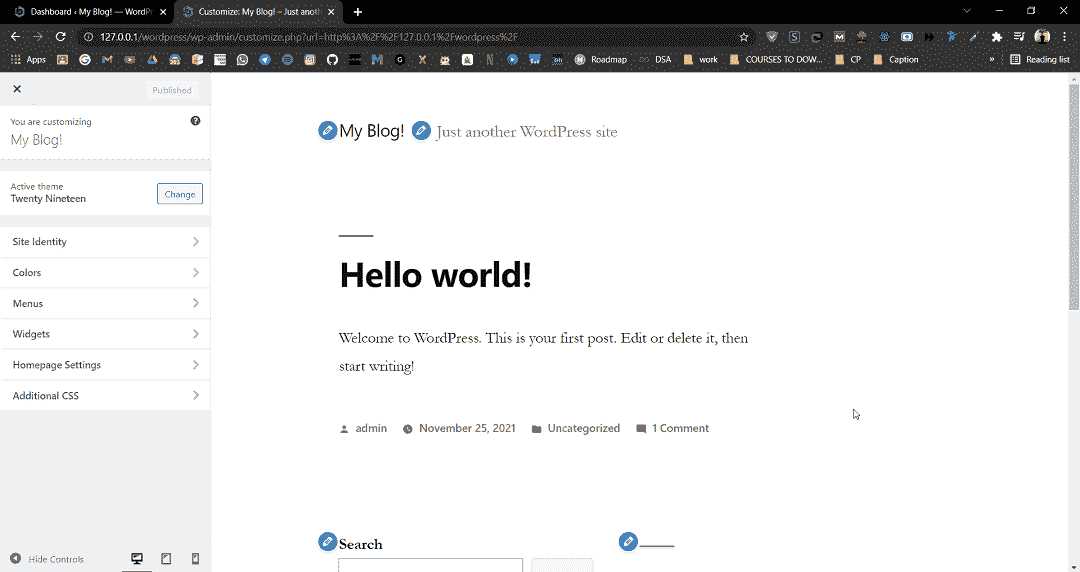 Dashboard ‹ My Blog! — WordPr
Customize: My Blog! – Just anoth
127.0.0.1/wordpress/wp-admin/customize.php?url=http%3A%2F%2F127.0.0.1%2Fwordpress%2F
Apps
Roadmap
DSA
work
COURSES TO DOW...
CP
Caption
»
Reading list
Published
You are customizing
My Blog!
Active theme
Twenty Nineteen
Change
Site Identity
Colors
Menus
Widgets
Homepage Settings
Additional CSS
Hide Controls
My Blog!
Just another WordPress site
Hello world!
Welcome to WordPress. This is your first post. Edit or delete it, then
start writing!
admin
November 25, 2021
Uncategorized
1 Comment
Search